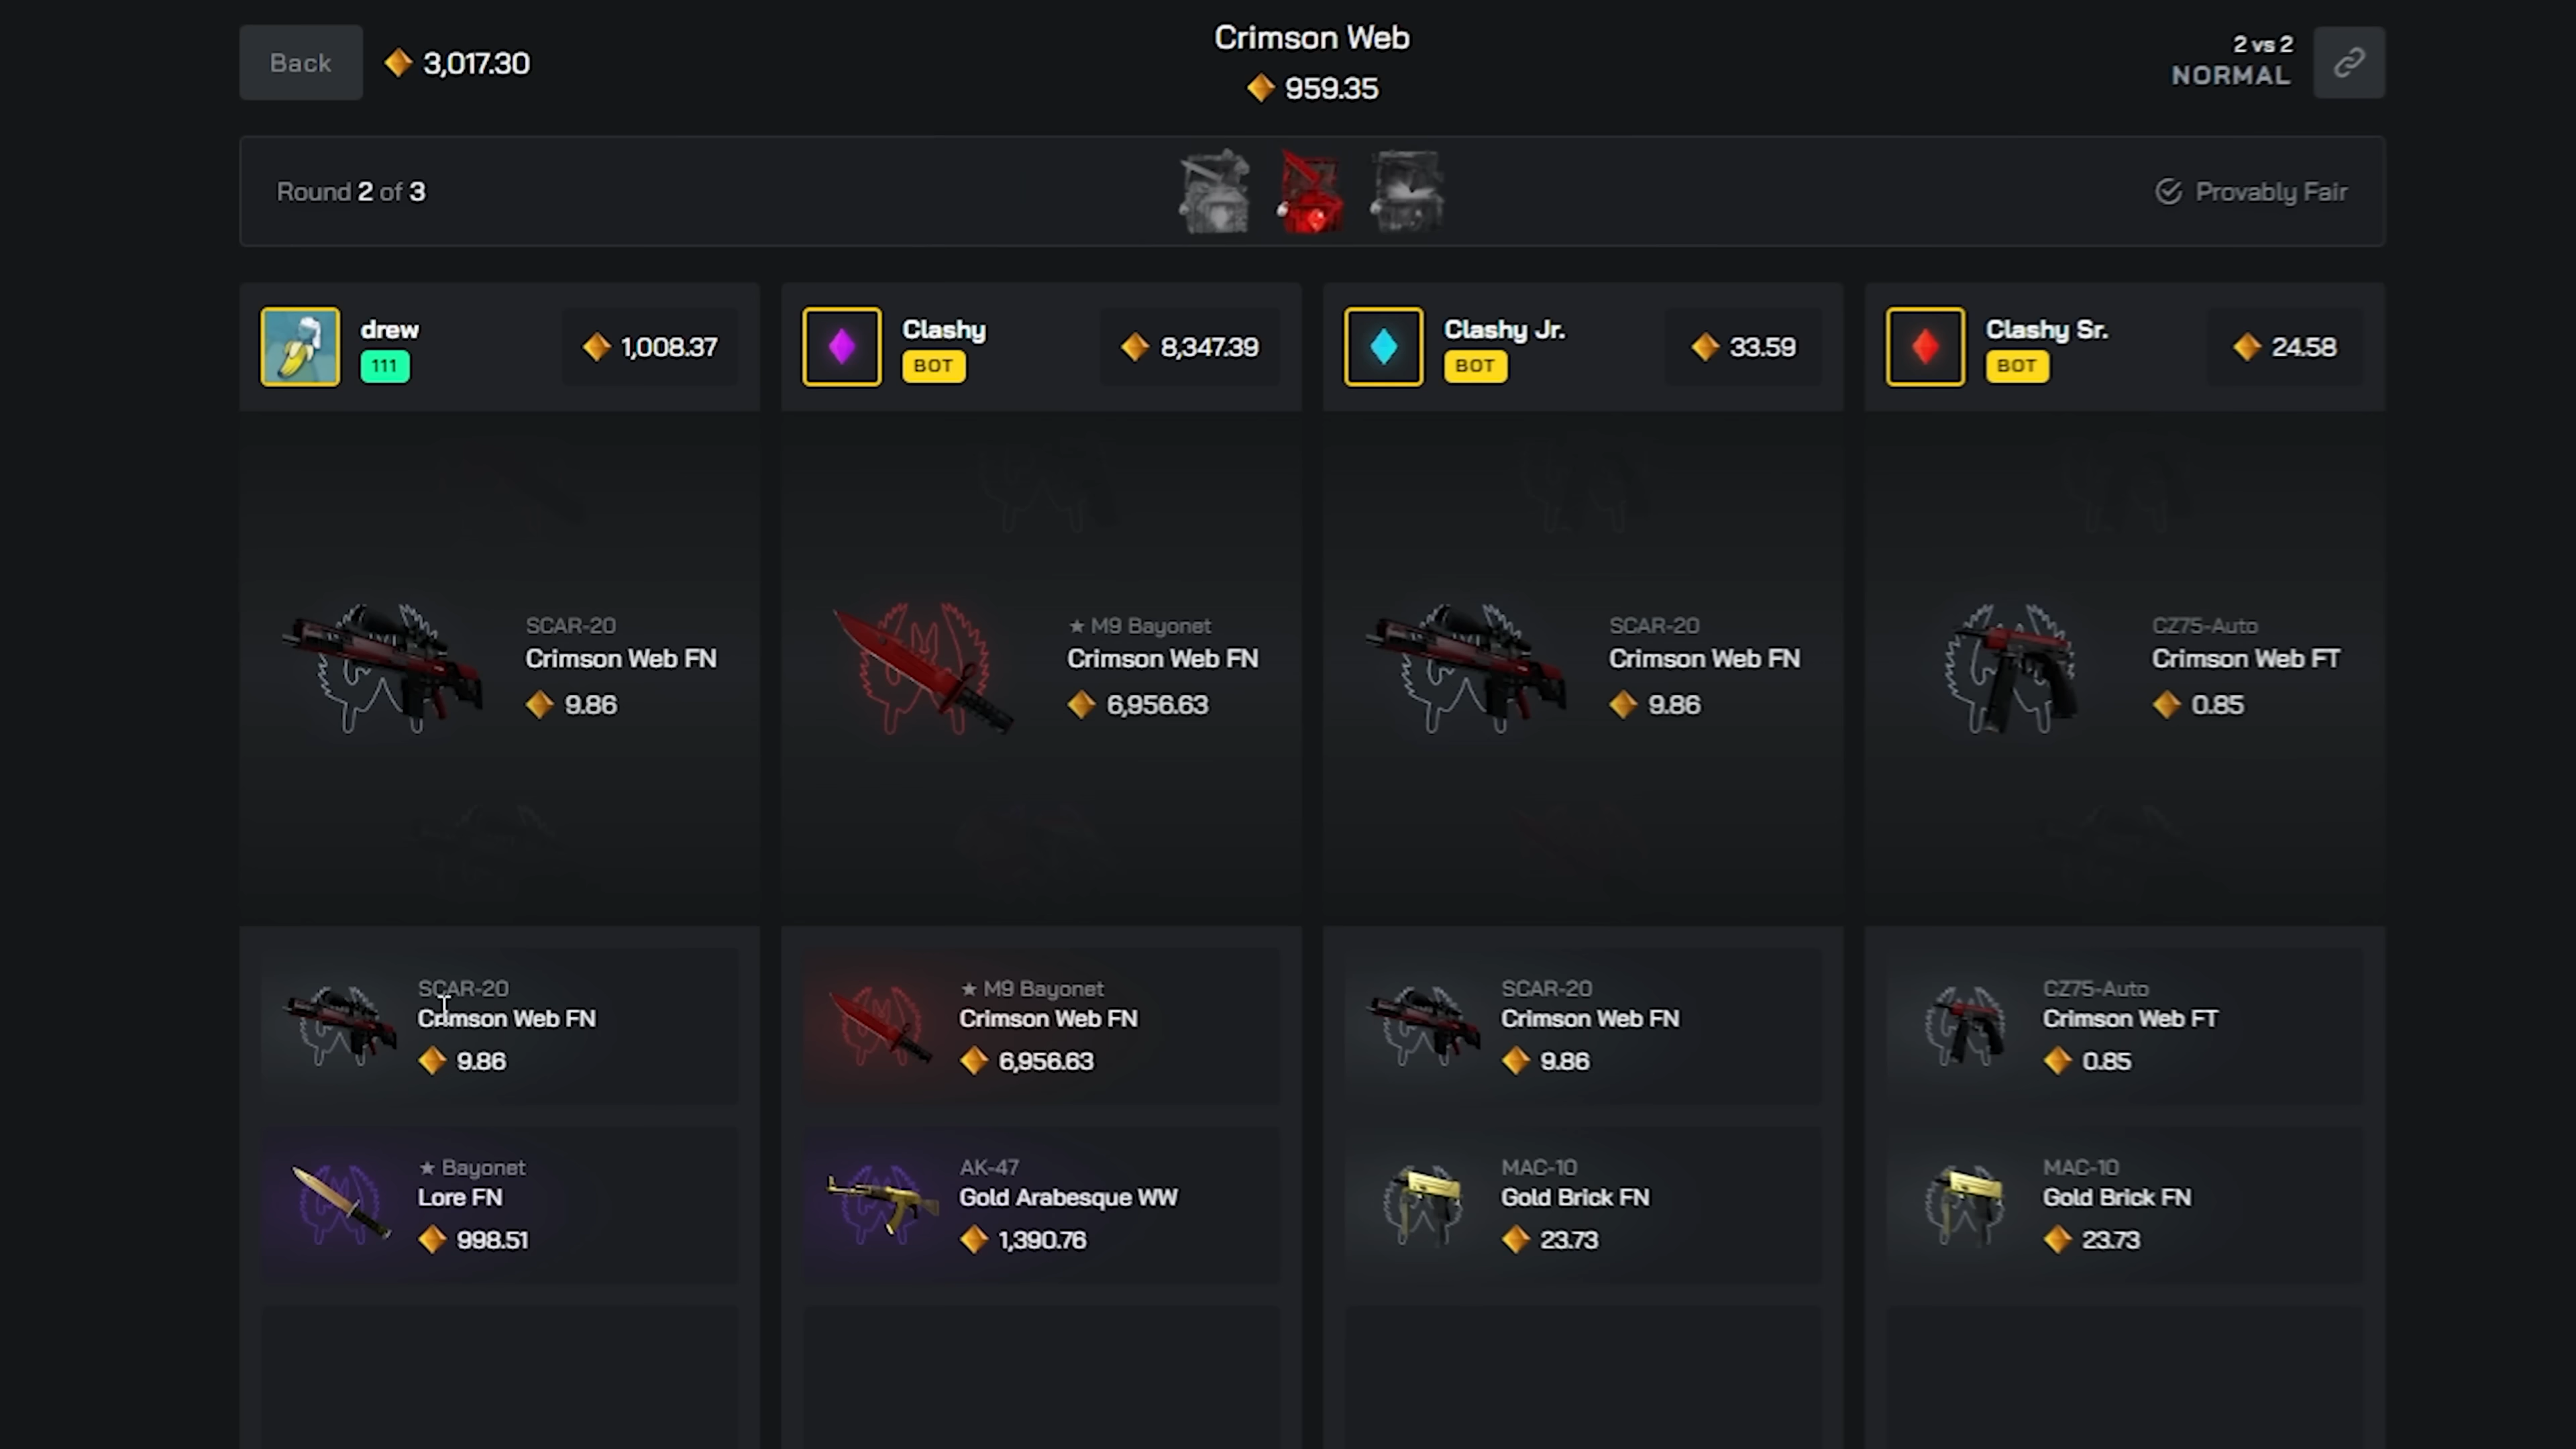 Back
3,017.30
Crimson Web
959.35
2 vs 2
NORMAL
Round 2 of 3
Provably Fair
drew
111
1,008.37
Clashy
BOT
8,347.39
Clashy Jr.
BOT
33.59
Clashy Sr.
BOT
24.58
SCAR-20
Crimson Web FN
9.86
★ M9 Bayonet
Crimson Web FN
6,956.63
SCAR-20
Crimson Web FN
9.86
CZ75-Auto
Crimson Web FT
0.85
SCAR-20
Crimson Web FN
9.86
★ M9 Bayonet
Crimson Web FN
6,956.63
SCAR-20
Crimson Web FN
9.86
CZ75-Auto
Crimson Web FT
0.85
★ Bayonet
Lore FN
998.51
AK-47
Gold Arabesque WW
1,390.76
MAC-10
Gold Brick FN
23.73
MAC-10
Gold Brick FN
23.73